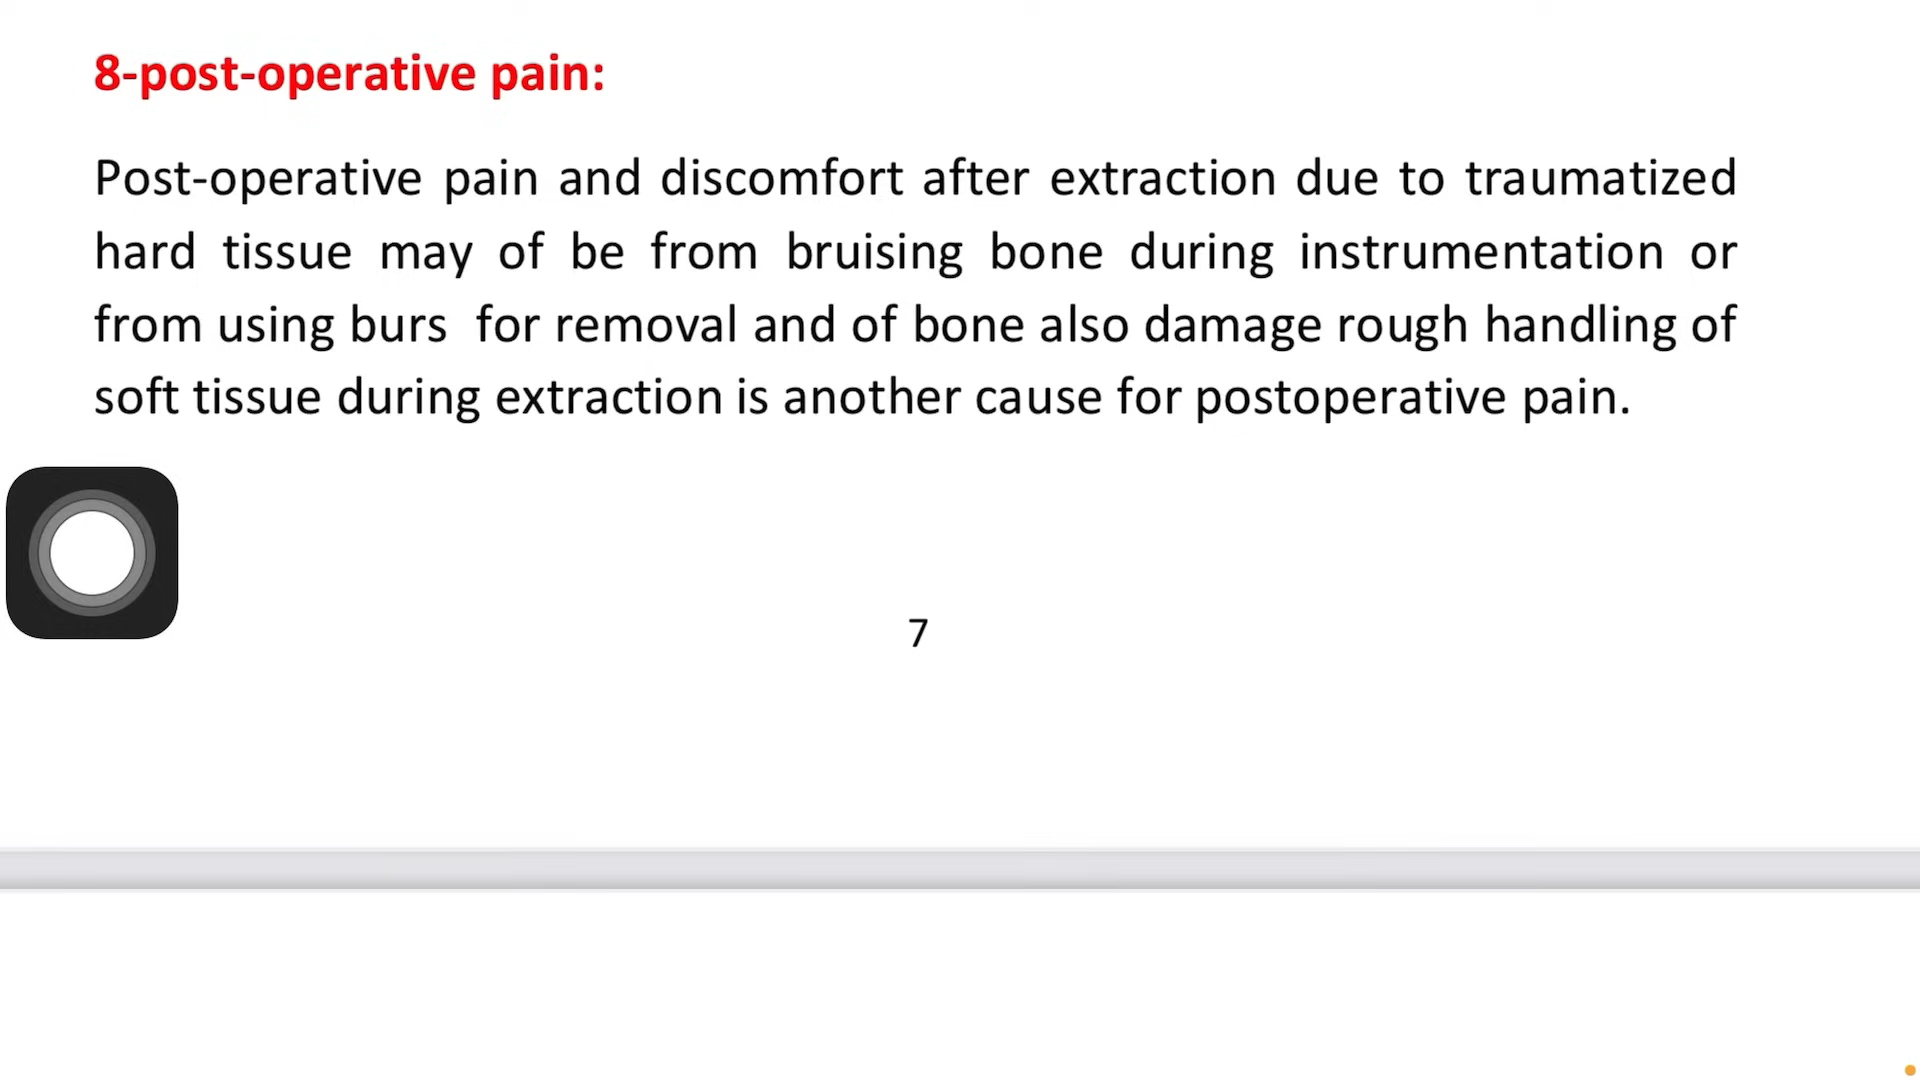 8-post-operative pain:
Post-operative pain and discomfort after extraction due to traumatized
hard tissue may of be from bruising bone during instrumentation or
from using burs for removal and of bone also damage rough handling of
soft tissue during extraction is another cause for postoperative pain.
7